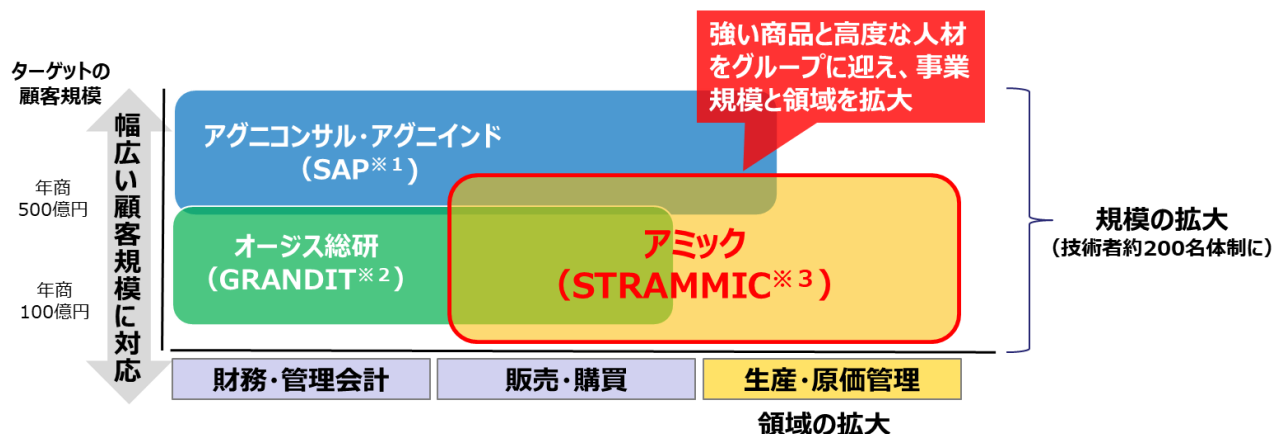 強い商品と高度な人材
をグループに迎え、事業
規模と領域を拡大
ターゲットの
顧客規模
幅広い顧客規模に対応
年商
500億円
年商
100億円
アグニコンサル・アグニインド
（SAP※1）
オージス総研
（GRANDIT※2）
アミック
（STRAMMIC※3）
規模の拡大
（技術者約200名体制に）
財務・管理会計
販売・購買
生産・原価管理
領域の拡大